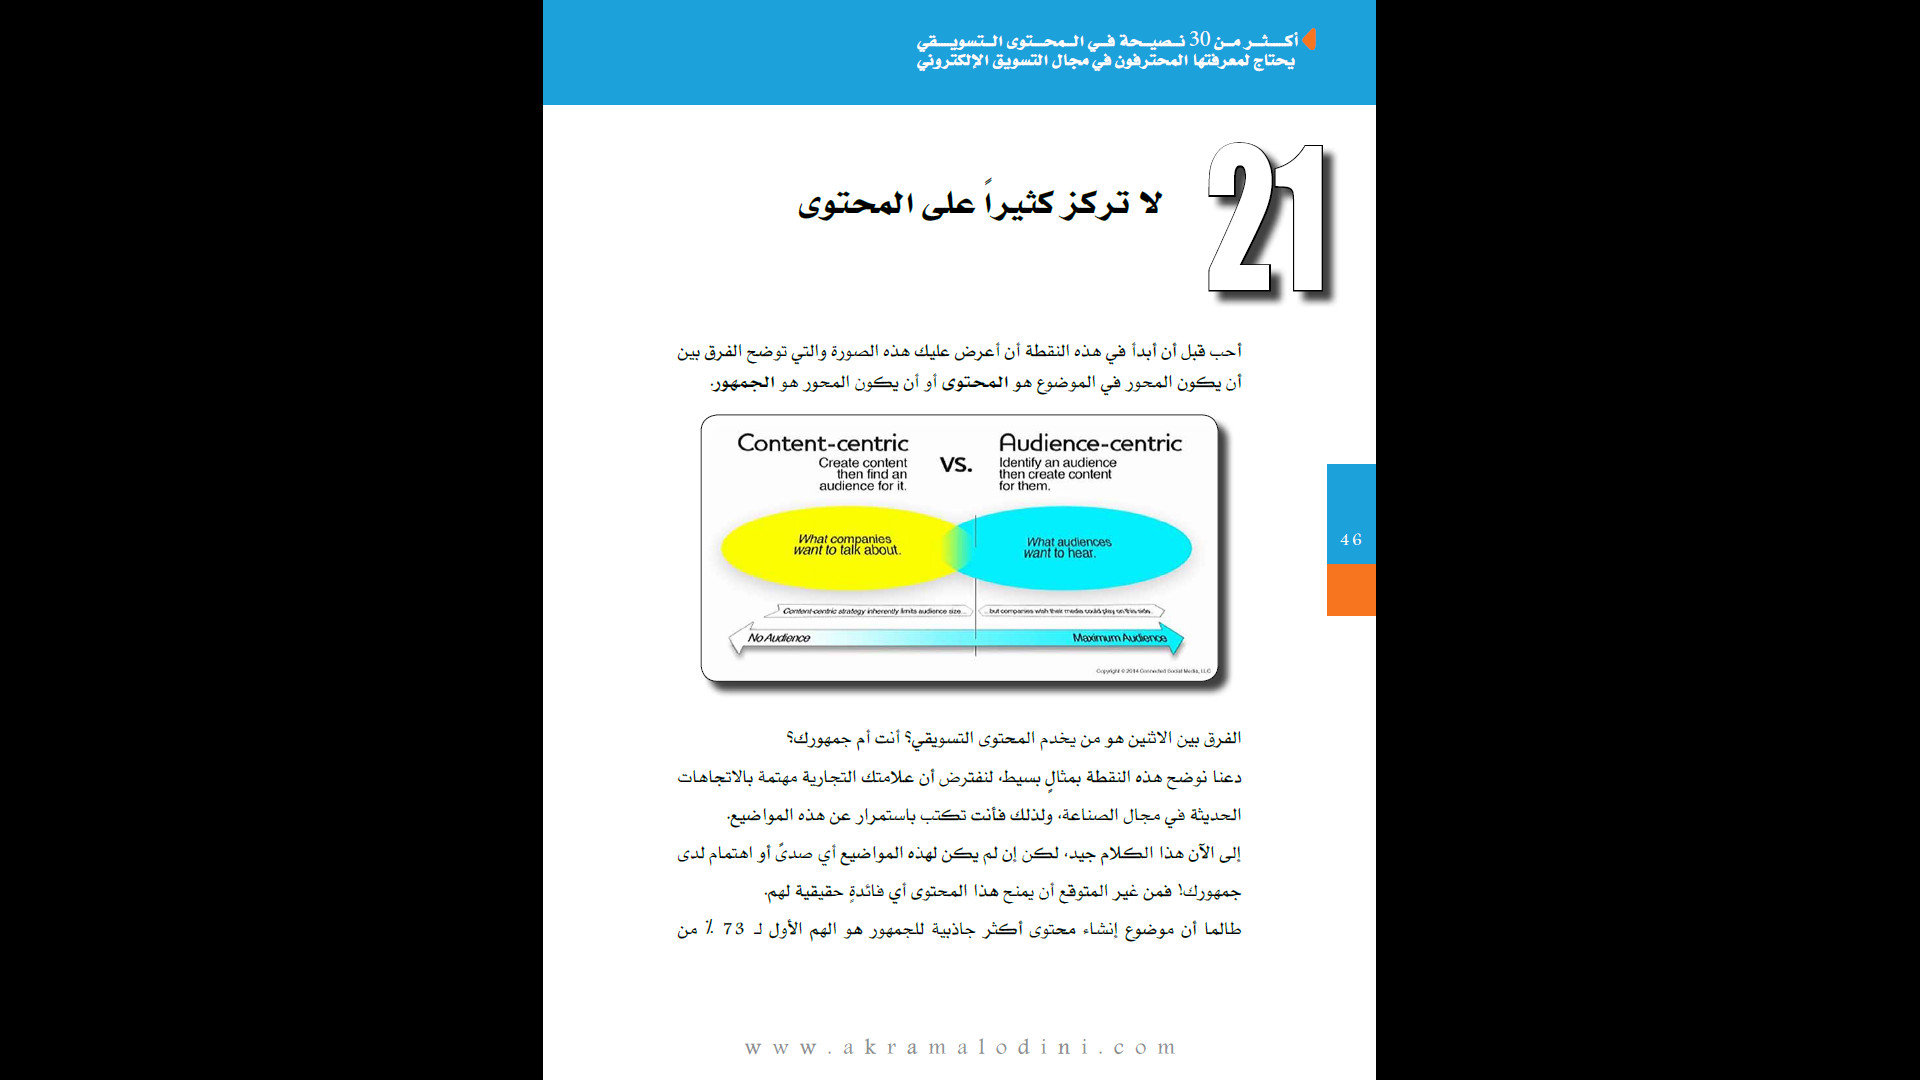 أكثر من 30 نصيحة في المحتوى التسويقي
يحتاج لمعرفتها المحترفون في مجال التسويق الإلكتروني
21
لا تركز كثيراً على المحتوى
أحب قبل أن أبدأ في هذه النقطة أن أعرض عليك هذه الصورة والتي توضح الفرق بين
أن يكون المحور في الموضوع هو المحتوى أو أن يكون المحور هو الجمهور.
Content-centric
Create content
then find an
audience for it.
VS.
Audience-centric
Identify an audience
then create content
for them.
What companies
want to talk about.
What audiences
want to hear.
Content-centric strategy inherently limits audience size...
...but companies wish their media could play on this side.
No Audience
Maximum Audience
Copyright © 2014 Connected Social Media, LLC
46
الفرق بين الاثنين هو من يخدم المحتوى التسويقي؟ أنت أم جمهورك؟
دعنا نوضح هذه النقطة بمثالٍ بسيط، لنفترض أن علامتك التجارية مهتمة بالاتجاهات
الحديثة في مجال الصناعة، ولذلك فأنت تكتب باستمرار عن هذه المواضيع.
إلى الآن هذا الكلام جيد، لكن إن لم يكن لهذه المواضيع أي صدىً أو اهتمام لدى
جمهورك! فمن غير المتوقع أن يمنح هذا المحتوى أي فائدةٍ حقيقية لهم.
طالما أن موضوع إنشاء محتوى أكثر جاذبية للجمهور هو الهم الأول لـ 73 ٪ من
www.akramalodini.com